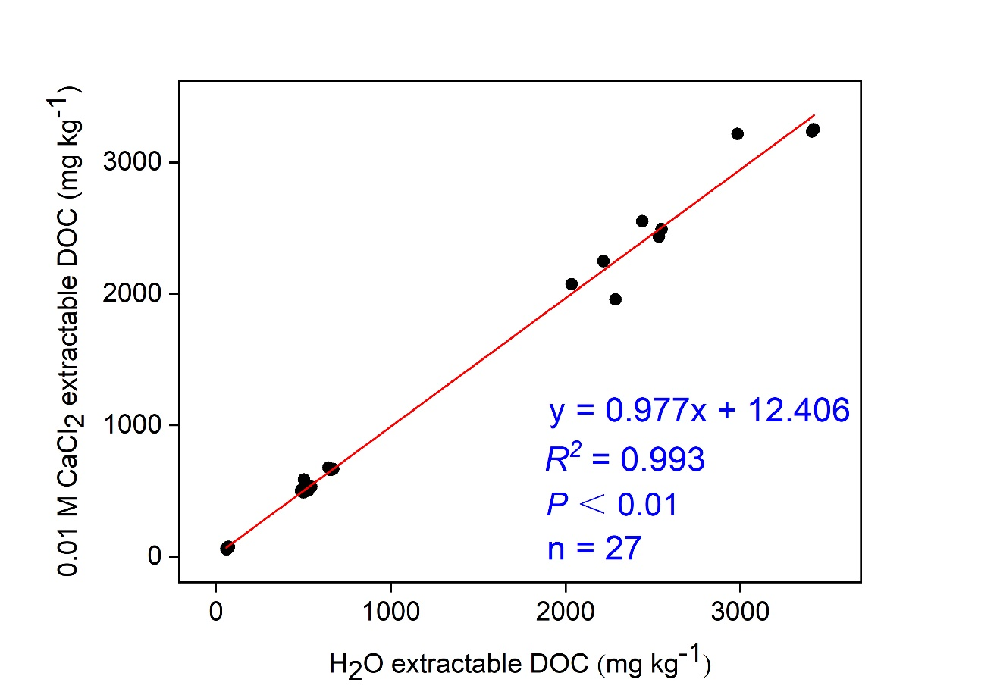 0.01 M CaCl2 extractable DOC (mg kg-1)
3000
2000
1000
0
y = 0.977x + 12.406
R2 = 0.993
P < 0.01
n = 27
0 1000 2000 3000
H2O extractable DOC (mg kg-1)